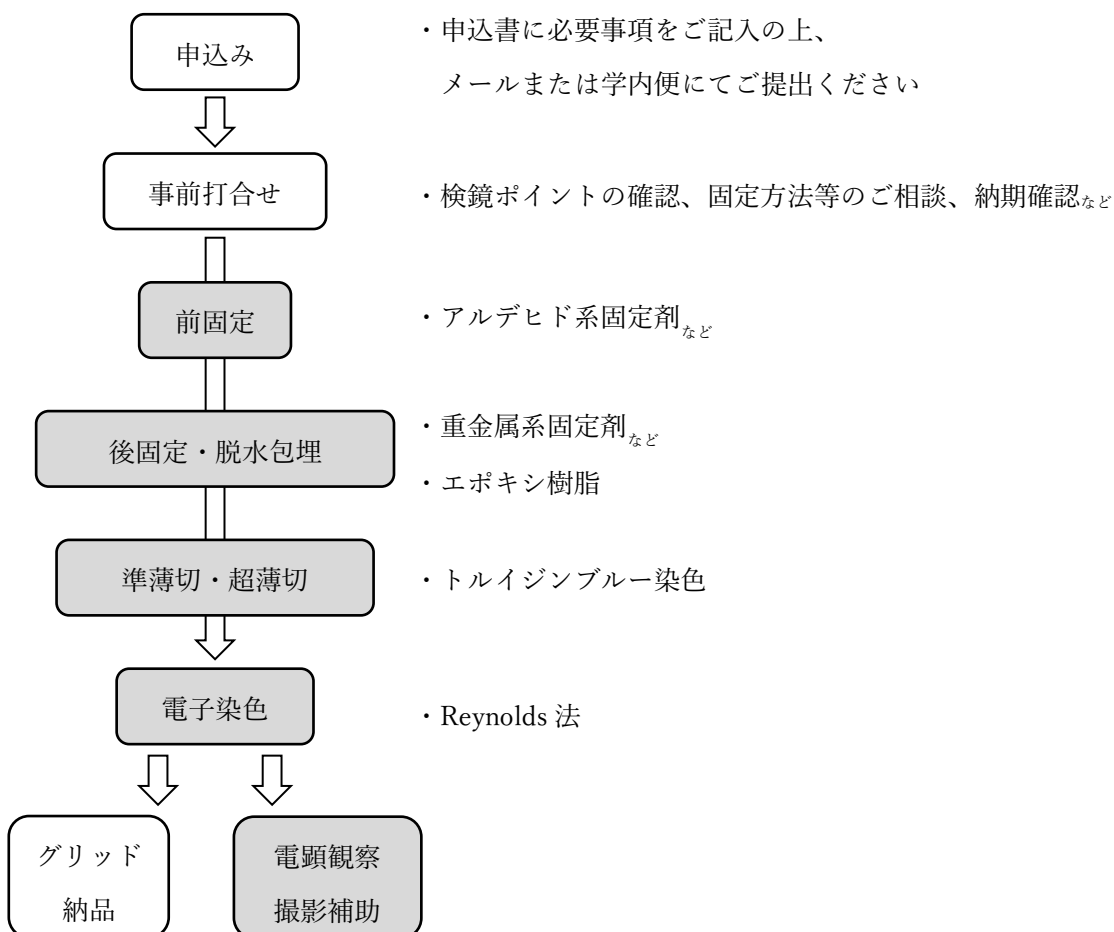 申込み
・申込書に必要事項をご記入の上、
メールまたは学内便にてご提出ください
事前打合せ
・検鏡ポイントの確認、固定方法等のご相談、納期確認など
前固定
・アルデヒド系固定剤など
後固定・脱水包埋
・重金属系固定剤など
・エポキシ樹脂
準薄切・超薄切
・トルイジンブルー染色
電子染色
・Reynolds 法
グリッド
納品
電顕観察
撮影補助